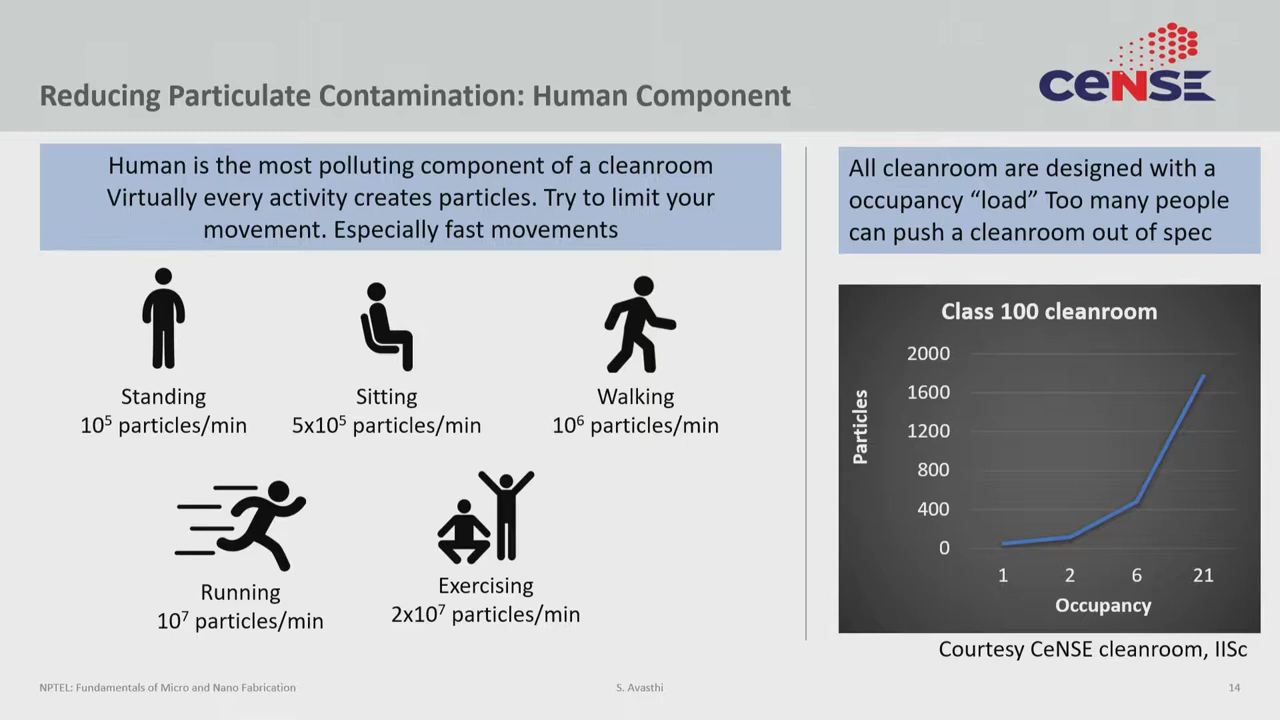 Reducing Particulate Contamination: Human Component
CeNSE
Human is the most polluting component of a cleanroom
Virtually every activity creates particles. Try to limit your
movement. Especially fast movements
All cleanroom are designed with a
occupancy “load” Too many people
can push a cleanroom out of spec
Standing
10⁵ particles/min
Sitting
5x10⁵ particles/min
Walking
10⁶ particles/min
Running
10⁷ particles/min
Exercising
2x10⁷ particles/min
Class 100 cleanroom
Particles
2000
1600
1200
800
400
0
1 2 6 21
Occupancy
Courtesy CeNSE cleanroom, IISc
NPTEL: Fundamentals of Micro and Nano Fabrication
S. Avasthi
14